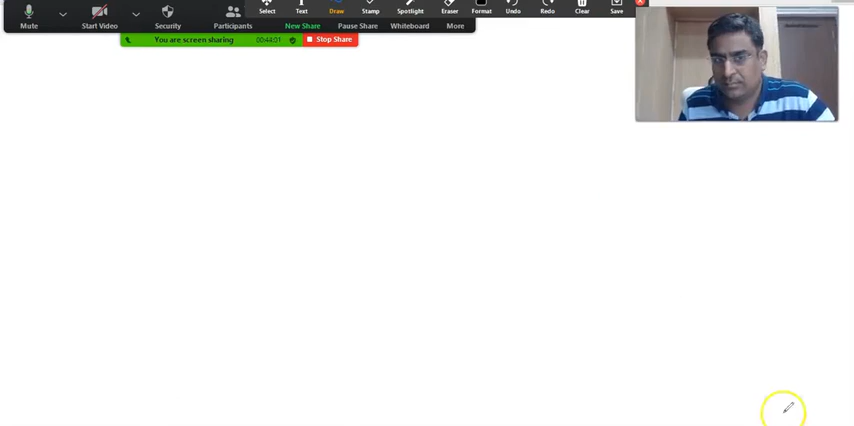 Select Text Draw Stamp Spotlight Eraser Format Undo Redo Clear Save
Mute Start Video Security Participants New Share Pause Share Whiteboard More
You are screen sharing 00:44:01 Stop Share